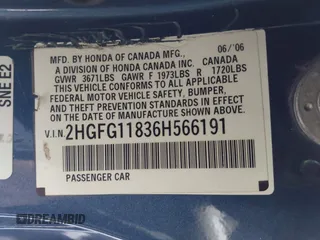 SNE E2
MFD. BY HONDA OF CANADA MFG., 06/'06
A DIVISION OF HONDA CANADA INC.
GVWR 3671LBS GAWR F 1973LBS R 1720LBS
THIS VEHICLE CONFORMS TO ALL APPLICABLE
FEDERAL MOTOR VEHICLE SAFETY, BUMPER,
AND THEFT PREVENTION STANDARDS IN EFFECT ON
THE DATE OF MANUFACTURE SHOWN ABOVE.
V.I.N. 2HGFG11836H566191
PASSENGER CAR
DREAMBID